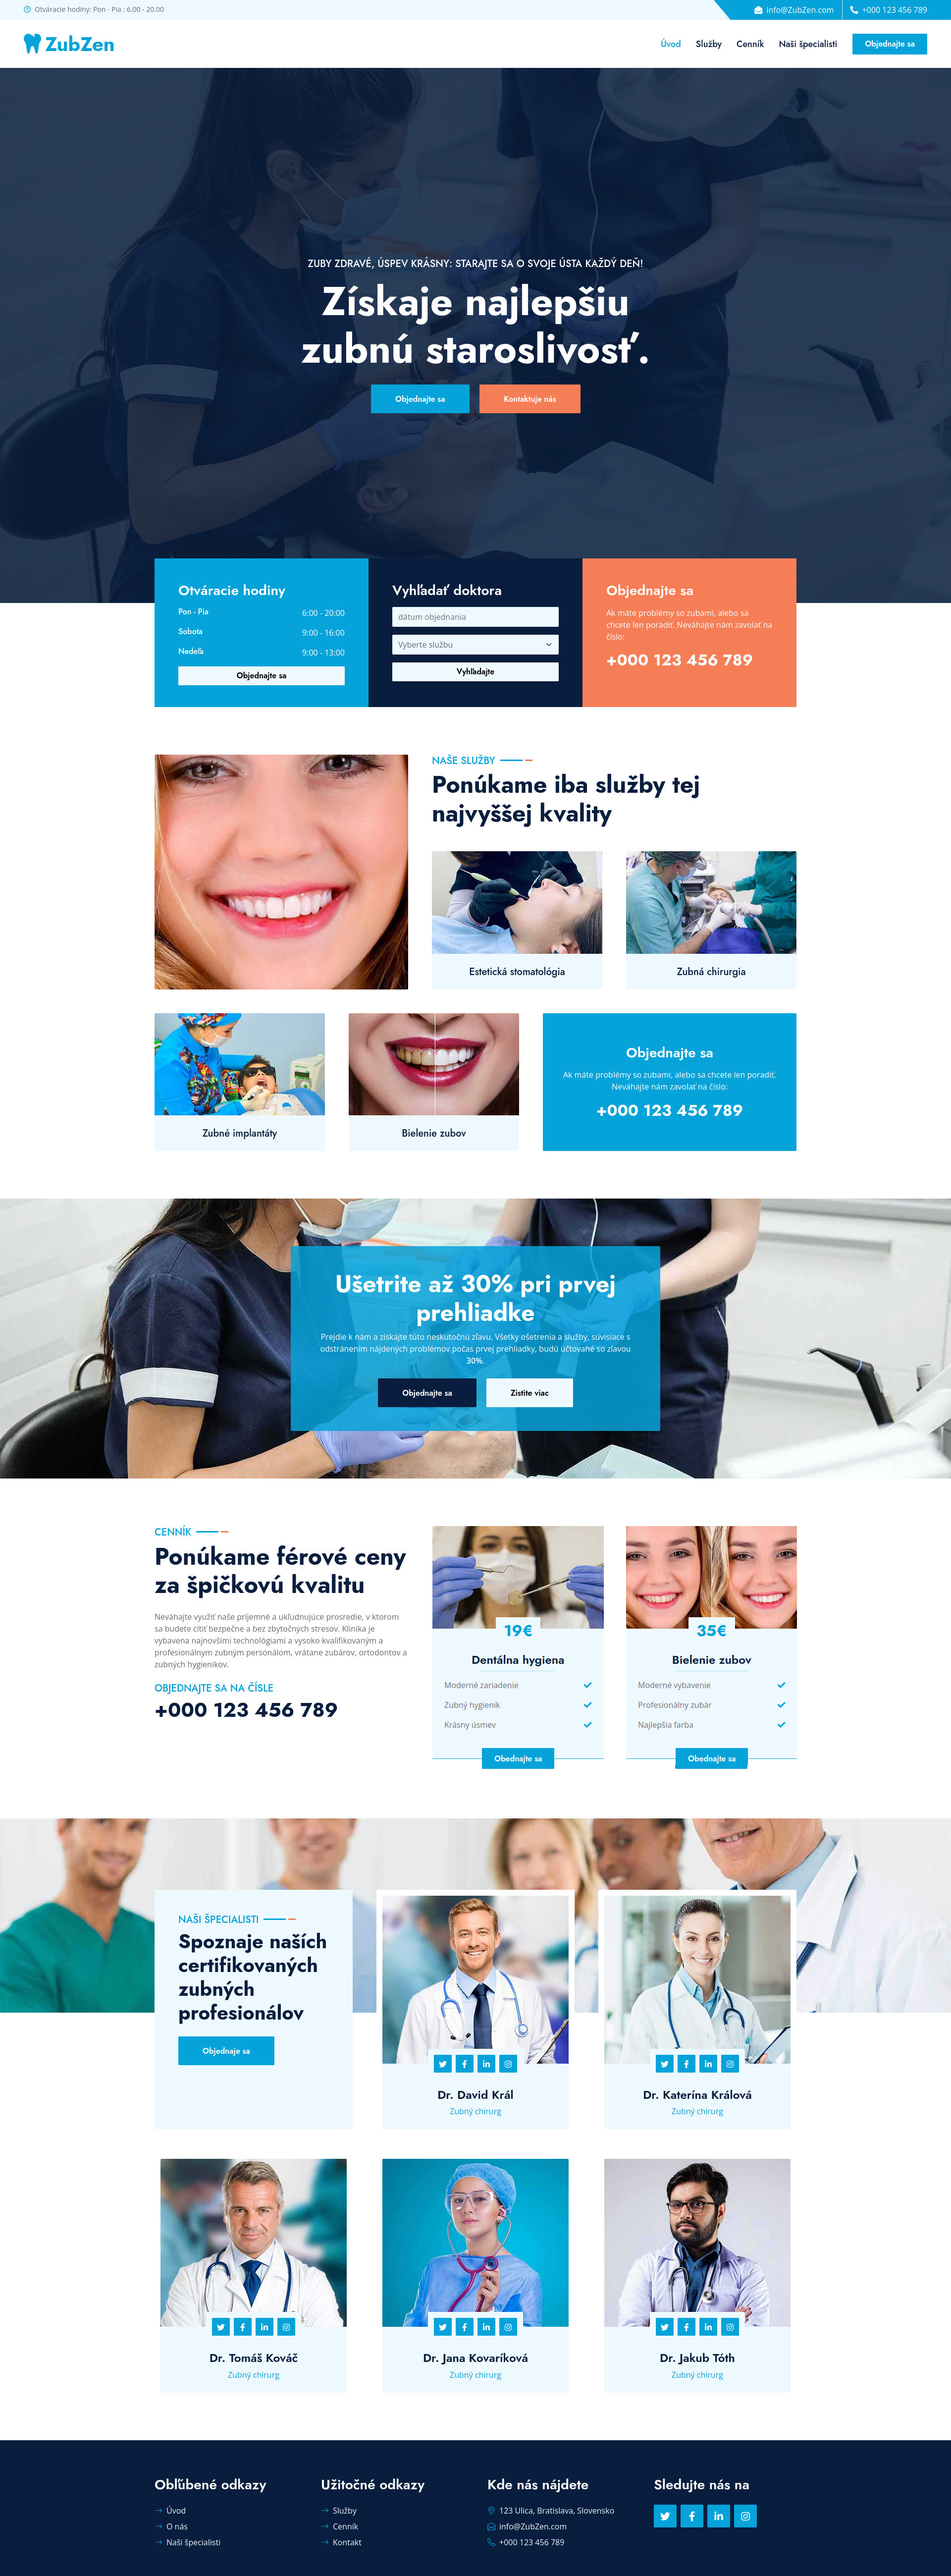 Otváracie hodiny: Pon - Pia : 6.00 - 20.00
info@ZubZen.com
+000 123 456 789
ZubZen
Úvod
Služby
Cenník
Naši špecialisti
Objednajte sa
ZUBY ZDRAVÉ, ÚSPEV KRÁSNY: STARAJTE SA O SVOJE ÚSTA KAŽDÝ DEŇ!
Získaje najlepšiu
zubnú staroslivosť.
Objednajte sa
Kontaktuje nás
Otváracie hodiny
Pon - Pia 6:00 - 20:00
Sobota 9:00 - 16:00
Nedeľa 9:00 - 13:00
Objednajte sa
Vyhľadať doktora
dátum objednania
Vyberte službu
Vyhľadajte
Objednajte sa
Ak máte problémy so zubami, alebo sa
chcete len poradiť. Neváhajte nám zavolať na
číslo:
+000 123 456 789
NAŠE SLUŽBY
Ponúkame iba služby tej
najvyššej kvality
Estetická stomatológia
Zubná chirurgia
Zubné implantáty
Bielenie zubov
Objednajte sa
Ak máte problémy so zubami, alebo sa chcete len poradiť.
Neváhajte nám zavolať na číslo:
+000 123 456 789
Ušetrite až 30% pri prvej
prehliadke
Prejdie k nám a získajte túto neskutočnú zľavu. Všetky ošetrenia a služby, súvisiace s
odstránením nájdených problémov počas prvej prehliadky, budú účtované so zľavou
30%.
Objednajte sa
Zistite viac
CENNÍK
Ponúkame férové ceny
za špičkovú kvalitu
Neváhajte využiť naše príjemné a ukľudnujúce prosredie, v ktorom
sa budete cítiť bezpečne a bez zbytočných stresov. Klinika je
vybavena najnovšími technológiami a vysoko kvalifikovaným a
profesionálnym zubným personálom, vrátane zubárov, ortodontov a
zubných hygienikov.
OBJEDNAJTE SA NA ČÍSLE
+000 123 456 789
19€
Dentálna hygiena
Moderné zariadenie
Zubný hygienik
Krásny úsmev
Obednajte sa
35€
Bielenie zubov
Moderné vybavenie
Profesionálny zubár
Najlepšia farba
Obednajte sa
NAŠI ŠPECIALISTI
Spoznaje naších
certifikovaných
zubných
profesionálov
Objednaje sa
Dr. David Král
Zubný chirurg
Dr. Katerína Králová
Zubný chirurg
Dr. Tomáš Kováč
Zubný chirurg
Dr. Jana Kovaríková
Zubný chirurg
Dr. Jakub Tóth
Zubný chirurg
Obľúbené odkazy
Úvod
O nás
Naši špecialisti
Užitočné odkazy
Služby
Cenník
Kontakt
Kde nás nájdete
123 Ulica, Bratislava, Slovensko
info@ZubZen.com
+000 123 456 789
Sledujte nás na